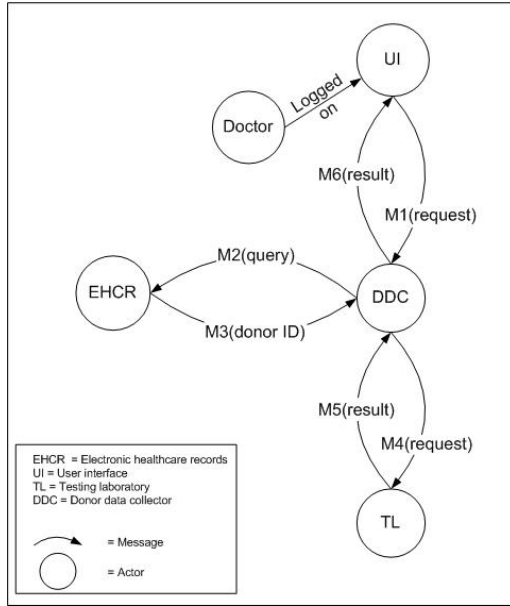 UI
Logged
on
Doctor
M6(result)
M1(request)
M2(query)
EHCR
DDC
M3(donor ID)
M5(result)
M4(request)
TL
EHCR = Electronic healthcare records
UI = User interface
TL = Testing laboratory
DDC = Donor data collector
= Message
= Actor